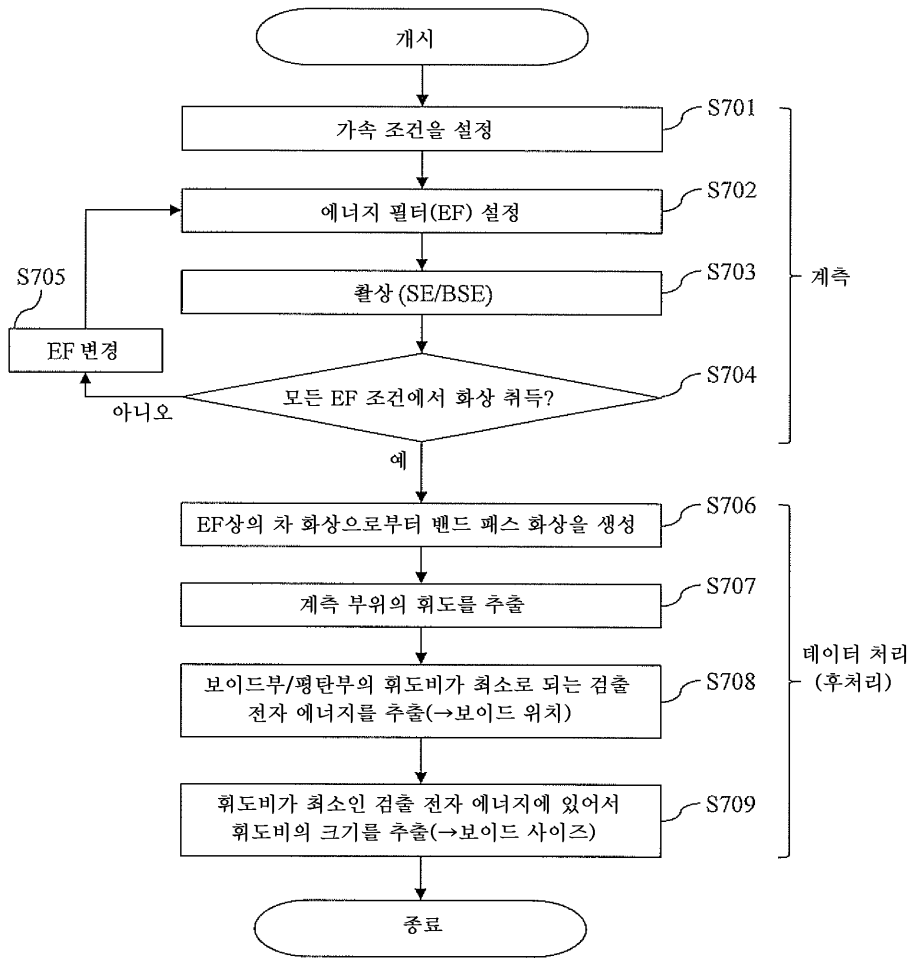 개시
가속 조건을 설정
S701
에너지 필터(EF) 설정
S702
촬상 (SE/BSE)
S703
계측
S705
EF 변경
모든 EF 조건에서 화상 취득?
S704
아니오
예
EF상의 차 화상으로부터 밴드 패스 화상을 생성
S706
계측 부위의 휘도를 추출
S707
보이드부/평탄부의 휘도비가 최소로 되는 검출
전자 에너지를 추출(→보이드 위치)
S708
데이터 처리
(후처리)
휘도비가 최소인 검출 전자 에너지에 있어서
휘도비의 크기를 추출(→보이드 사이즈)
S709
종료